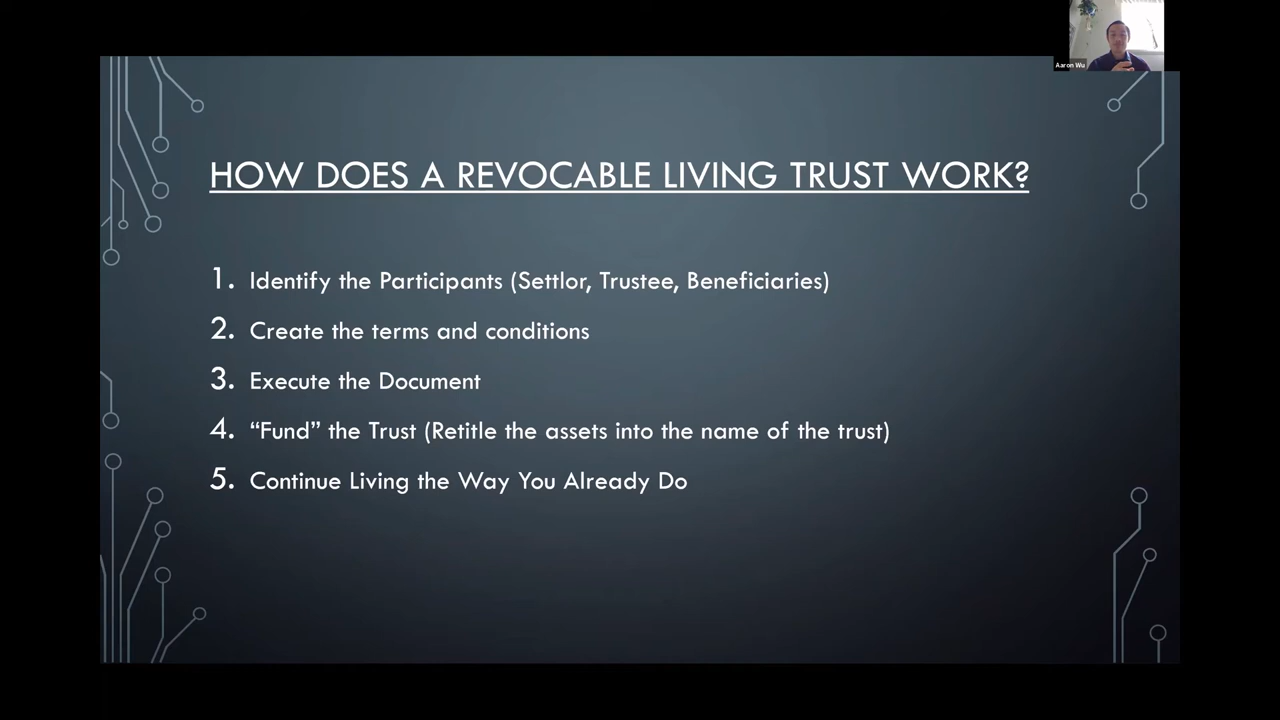 Aaron Wu
HOW DOES A REVOCABLE LIVING TRUST WORK?
1. Identify the Participants (Settlor, Trustee, Beneficiaries)
2. Create the terms and conditions
3. Execute the Document
4. “Fund” the Trust (Retitle the assets into the name of the trust)
5. Continue Living the Way You Already Do